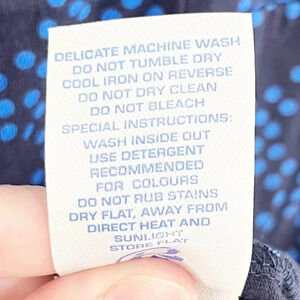 DELICATE MACHINE WASH
DO NOT TUMBLE DRY
COOL IRON ON REVERSE
DO NOT DRY CLEAN
DO NOT BLEACH
SPECIAL INSTRUCTIONS:
WASH INSIDE OUT
USE DETERGENT
RECOMMENDED
FOR COLOURS
DO NOT RUB STAINS
DRY FLAT, AWAY FROM
DIRECT HEAT AND
SUNLIGHT
STORE FLAT